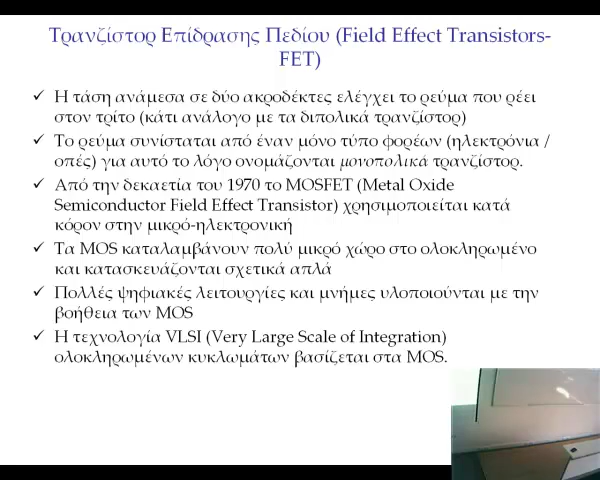 Τρανζίστορ Επίδρασης Πεδίου (Field Effect Transistors-
FET)
✓ Η τάση ανάμεσα σε δύο ακροδέκτες ελέγχει το ρεύμα που ρέει
στον τρίτο (κάτι ανάλογο με τα διπολικά τρανζίστορ)
✓ Το ρεύμα συνίσταται από έναν μόνο τύπο φορέων (ηλεκτρόνια /
οπές) για αυτό το λόγο ονομάζονται μονοπολικά τρανζίστορ.
✓ Από την δεκαετία του 1970 το MOSFET (Metal Oxide
Semiconductor Field Effect Transistor) χρησιμοποιείται κατά
κόρον στην μικρό-ηλεκτρονική
✓ Τα MOS καταλαμβάνουν πολύ μικρό χώρο στο ολοκληρωμένο
και κατασκευάζονται σχετικά απλά
✓ Πολλές ψηφιακές λειτουργίες και μνήμες υλοποιούνται με την
βοήθεια των MOS
✓ Η τεχνολογία VLSI (Very Large Scale of Integration)
ολοκληρωμένων κυκλωμάτων βασίζεται στα MOS.